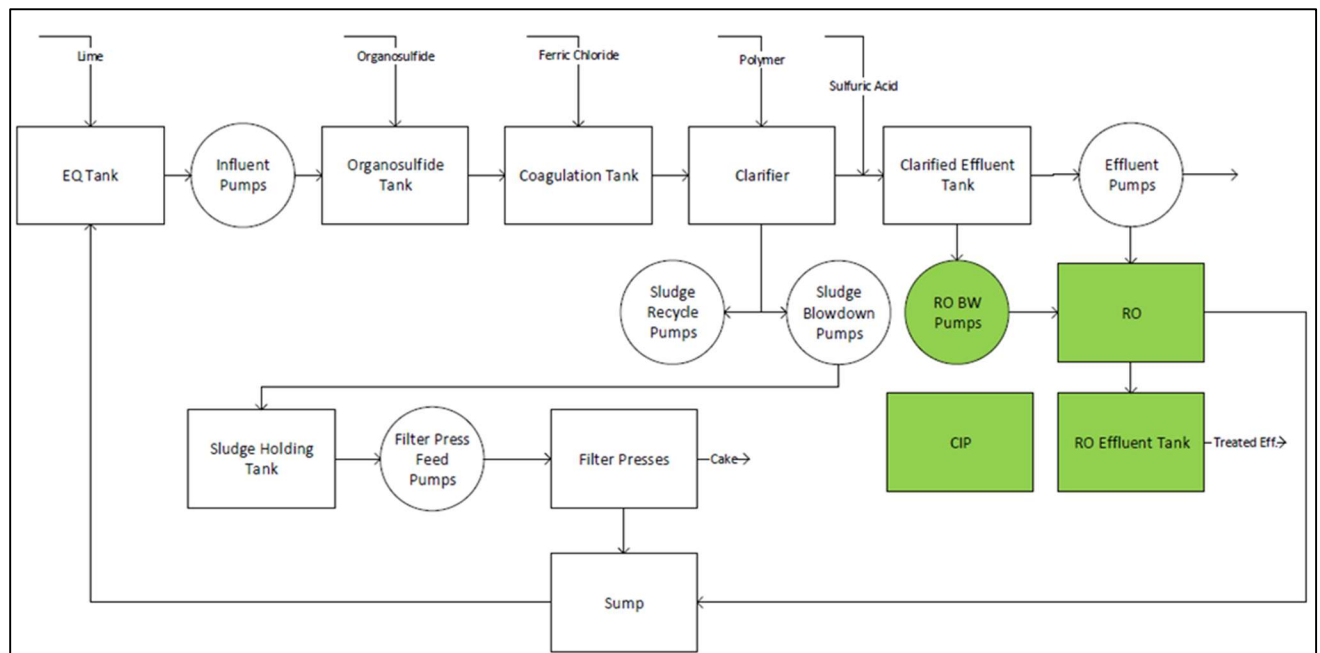 Lime
Organosulfide
Ferric Chloride
Polymer
Sulfuric Acid
EQ Tank
Influent
Pumps
Organosulfide
Tank
Coagulation Tank
Clarifier
Clarified Effluent
Tank
Effluent
Pumps
Sludge
Recycle
Pumps
Sludge
Blowdown
Pumps
RO BW
Pumps
RO
Sludge Holding
Tank
Filter Press
Feed
Pumps
Filter Presses
Cake
CIP
RO Effluent Tank
Treated Eff.
Sump